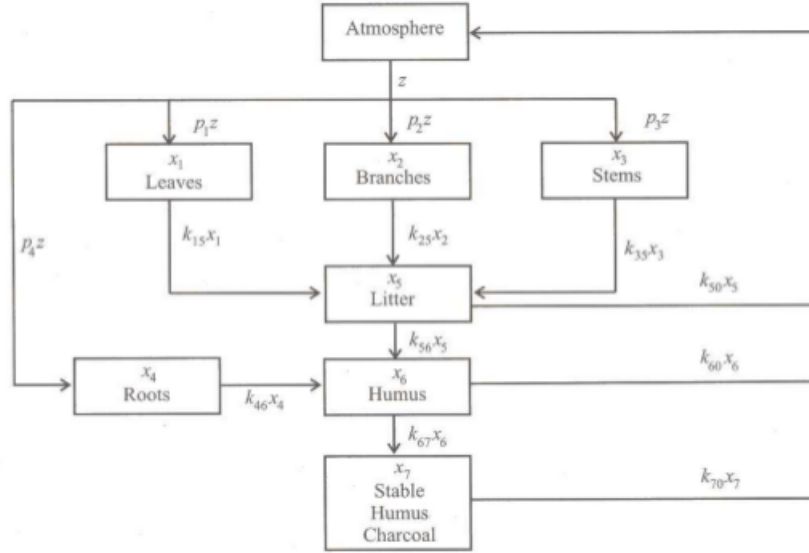 Atmosphere
z
p₁z
p₂z
p₃z
x₁
Leaves
x₂
Branches
x₃
Stems
p₄z
k₁₅x₁
k₂₅x₂
k₃₅x₃
x₅
Litter
k₅₀x₅
k₅₆x₅
x₄
Roots
k₄₆x₄
x₆
Humus
k₆₀x₆
k₆₇x₆
x₇
Stable
Humus
Charcoal
k₇₀x₇